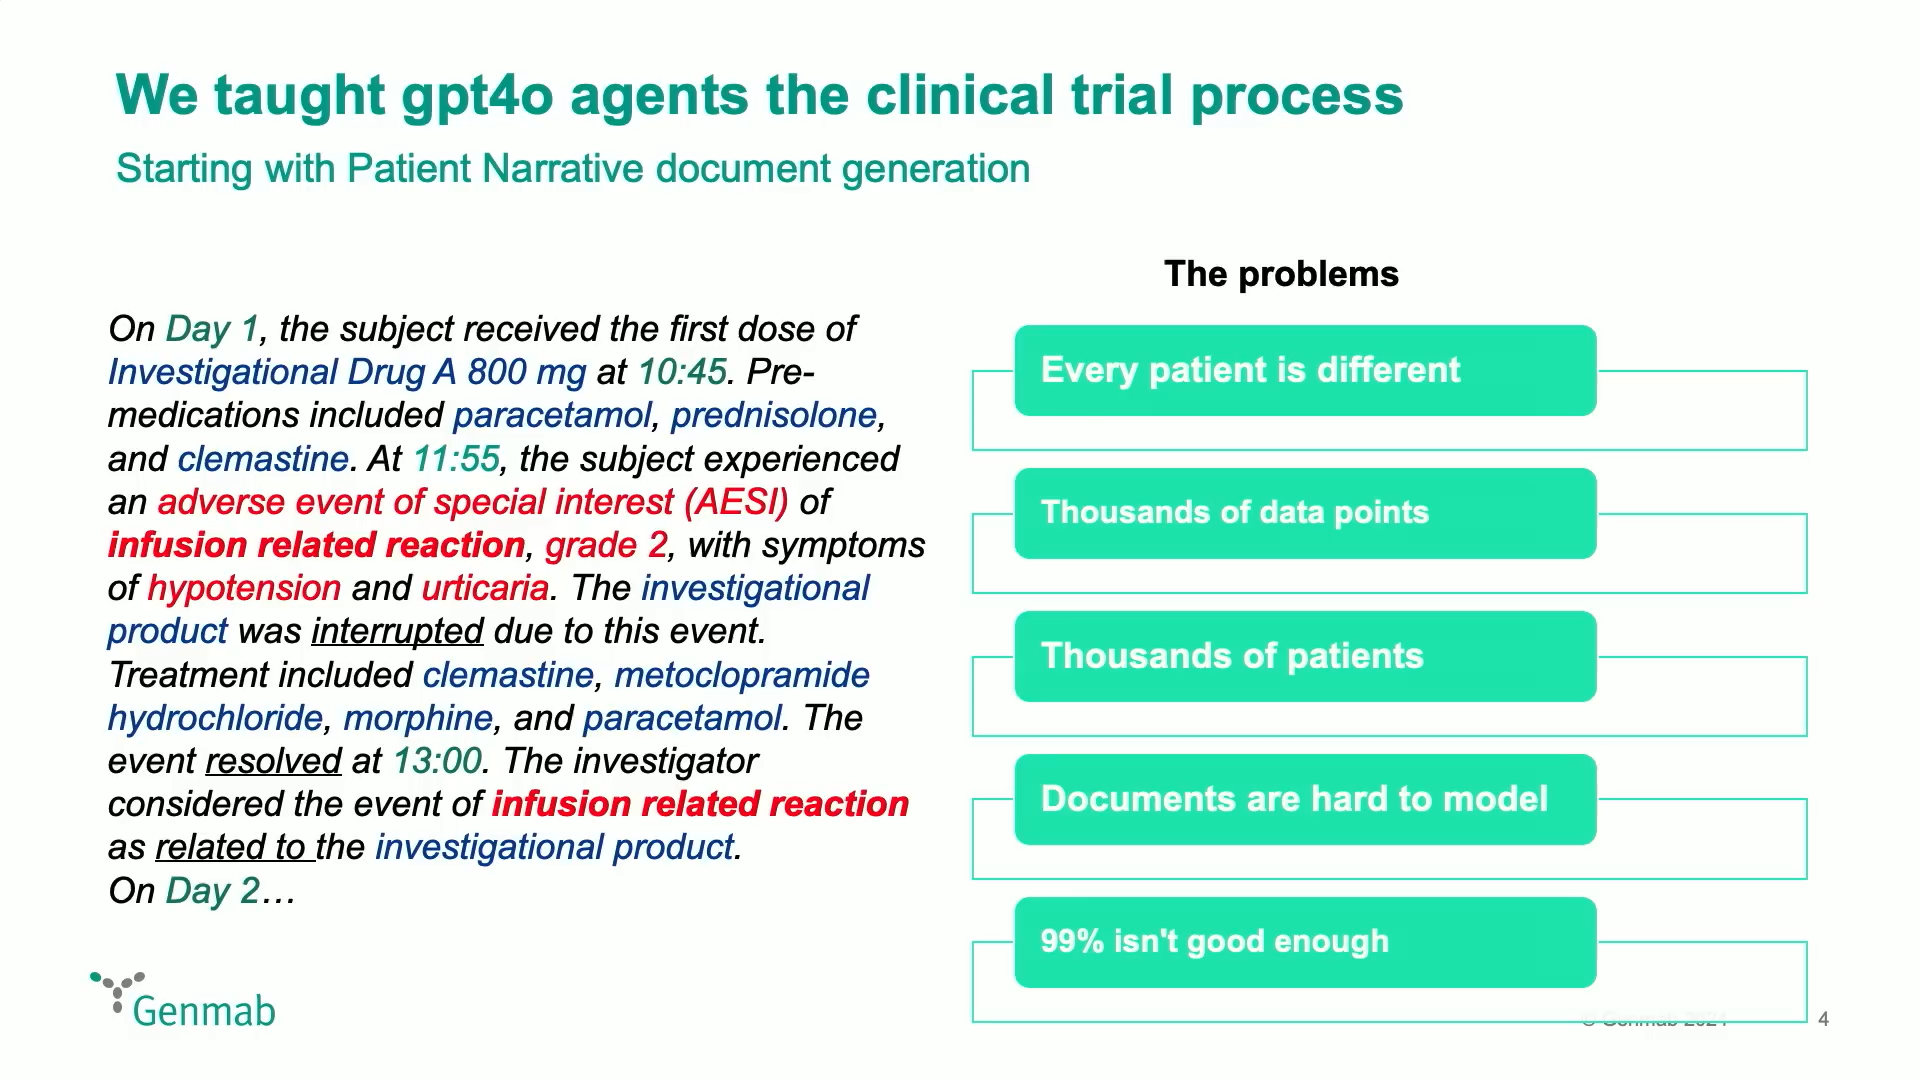 We taught gpt4o agents the clinical trial process
Starting with Patient Narrative document generation
On Day 1, the subject received the first dose of
Investigational Drug A 800 mg at 10:45. Pre-
medications included paracetamol, prednisolone,
and clemastine. At 11:55, the subject experienced
an adverse event of special interest (AESI) of
infusion related reaction, grade 2, with symptoms
of hypotension and urticaria. The investigational
product was interrupted due to this event.
Treatment included clemastine, metoclopramide
hydrochloride, morphine, and paracetamol. The
event resolved at 13:00. The investigator
considered the event of infusion related reaction
as related to the investigational product.
On Day 2…
The problems
Every patient is different
Thousands of data points
Thousands of patients
Documents are hard to model
99% isn't good enough
Genmab
© Genmab 2024
4